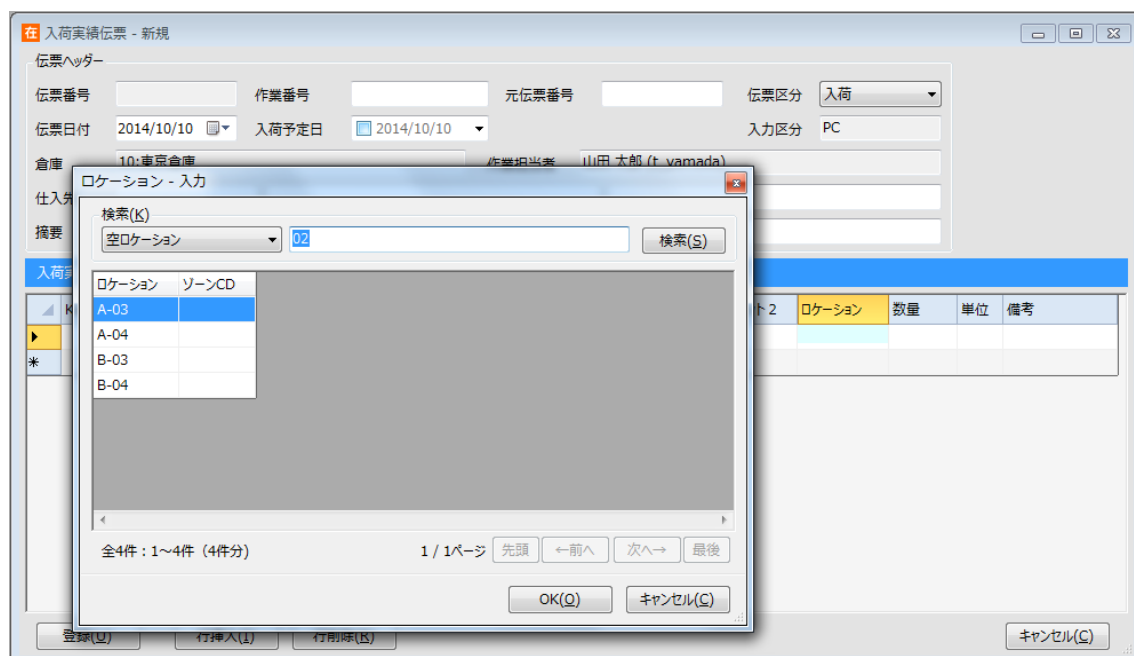 在 入荷実績伝票 - 新規
伝票ヘッダー
伝票番号 作業番号 元伝票番号 伝票区分 入荷
伝票日付 2014/10/10 入荷予定日 2014/10/10 入力区分 PC
倉庫 10:東京倉庫 作業担当者 山田 太郎 (t_yamada)
仕入先
摘要
ロケーション - 入力
検索(K)
空ロケーション 02 検索(S)
ロケーション ゾーンCD
A-03
A-04
B-03
B-04
全4件:1~4件 (4件分) 1 / 1ページ 先頭 ←前へ 次へ→ 最後
OK(O) キャンセル(C)
入荷実
K ト2 ロケーション 数量 単位 備考
登録(U) 行挿入(I) 行削除(R) キャンセル(C)